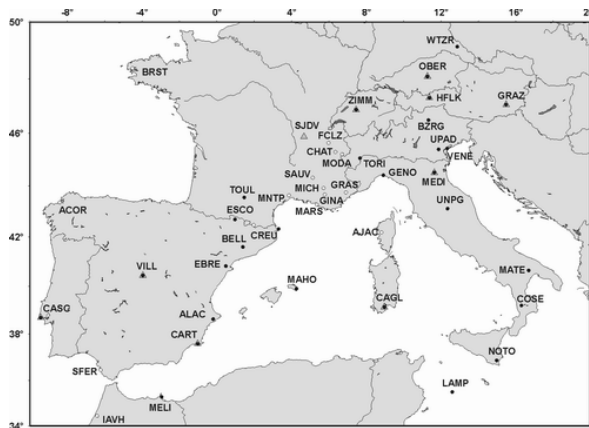 -8° -4° 0° 4° 8° 12° 16° 20
50°
WTZR
OBER
BRST
HFLK
ZIMM
GRAZ
SJDV
BZRG
46°
FCLZ
UPAD
CHAT
VENE
MODA
TORI
SAUV
GENO
MEDI
MICH
GRAS
TOUL
MNTP
GINA
UNPG
ACOR
ESCO
MARS
42°
CREU
AJAC
BELL
EBRE
VILL
MATE
MAHO
CASG
ALAC
CAGL
COSE
38°
CART
NOTO
SFER
LAMP
MELI
IAVH
34°